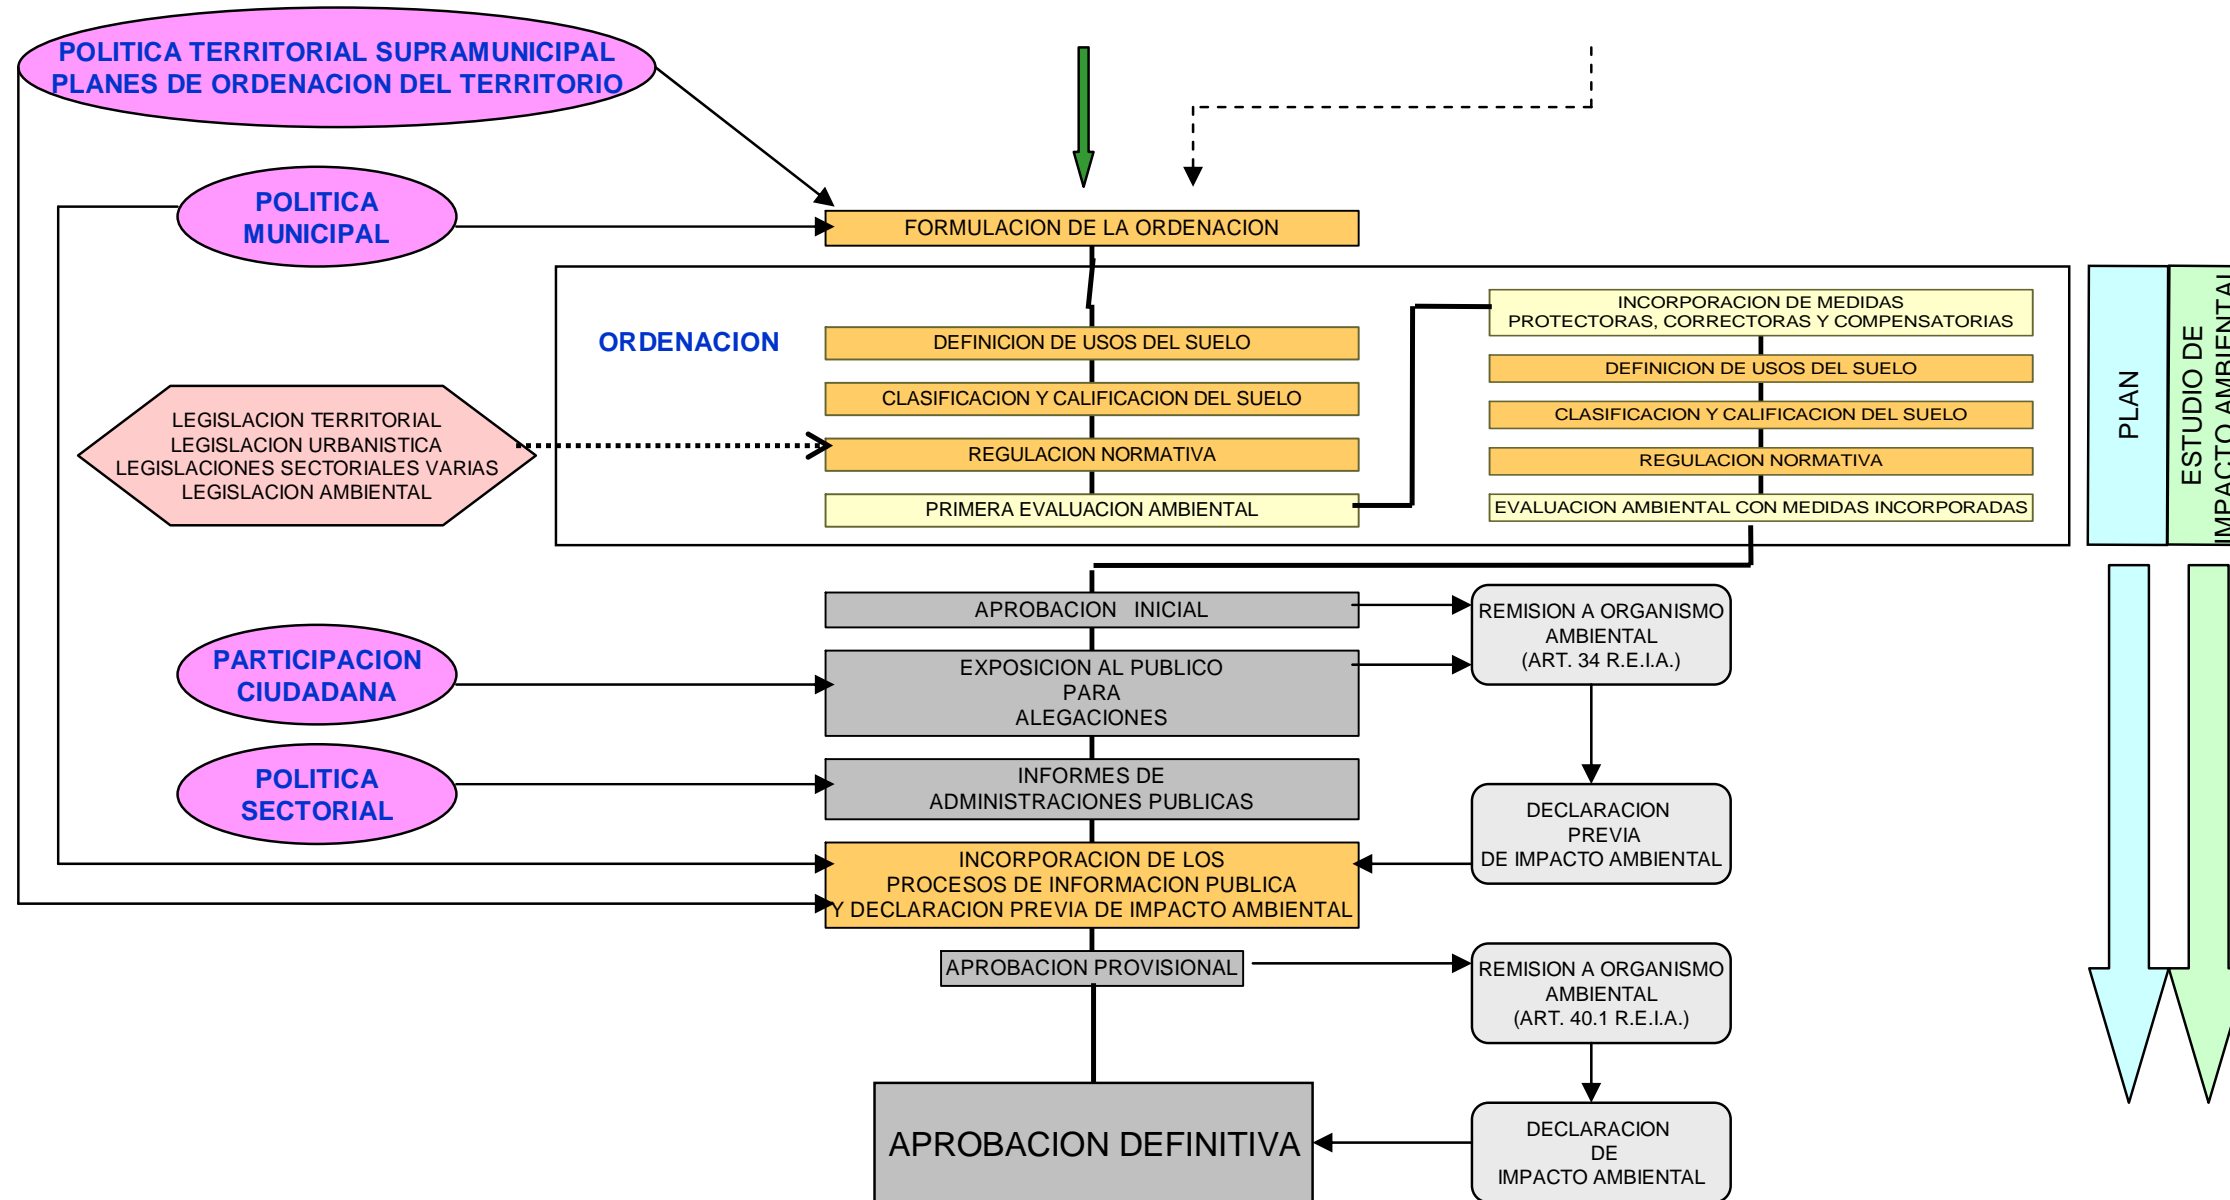 POLITICA TERRITORIAL SUPRAMUNICIPAL
PLANES DE ORDENACION DEL TERRITORIO
POLITICA
MUNICIPAL
FORMULACION DE LA ORDENACION
ORDENACION
DEFINICION DE USOS DEL SUELO
CLASIFICACION Y CALIFICACION DEL SUELO
REGULACION NORMATIVA
PRIMERA EVALUACION AMBIENTAL
INCORPORACION DE MEDIDAS
PROTECTORAS, CORRECTORAS Y COMPENSATORIAS
DEFINICION DE USOS DEL SUELO
CLASIFICACION Y CALIFICACION DEL SUELO
REGULACION NORMATIVA
EVALUACION AMBIENTAL CON MEDIDAS INCORPORADAS
PLAN
ESTUDIO DE
IMPACTO AMBIENTAL
LEGISLACION TERRITORIAL
LEGISLACION URBANISTICA
LEGISLACIONES SECTORIALES VARIAS
LEGISLACION AMBIENTAL
APROBACION INICIAL
REMISION A ORGANISMO
AMBIENTAL
(ART. 34 R.E.I.A.)
PARTICIPACION
CIUDADANA
EXPOSICION AL PUBLICO
PARA
ALEGACIONES
POLITICA
SECTORIAL
INFORMES DE
ADMINISTRACIONES PUBLICAS
DECLARACION
PREVIA
DE IMPACTO AMBIENTAL
INCORPORACION DE LOS
PROCESOS DE INFORMACION PUBLICA
Y DECLARACION PREVIA DE IMPACTO AMBIENTAL
APROBACION PROVISIONAL
REMISION A ORGANISMO
AMBIENTAL
(ART. 40.1 R.E.I.A.)
APROBACION DEFINITIVA
DECLARACION
DE
IMPACTO AMBIENTAL